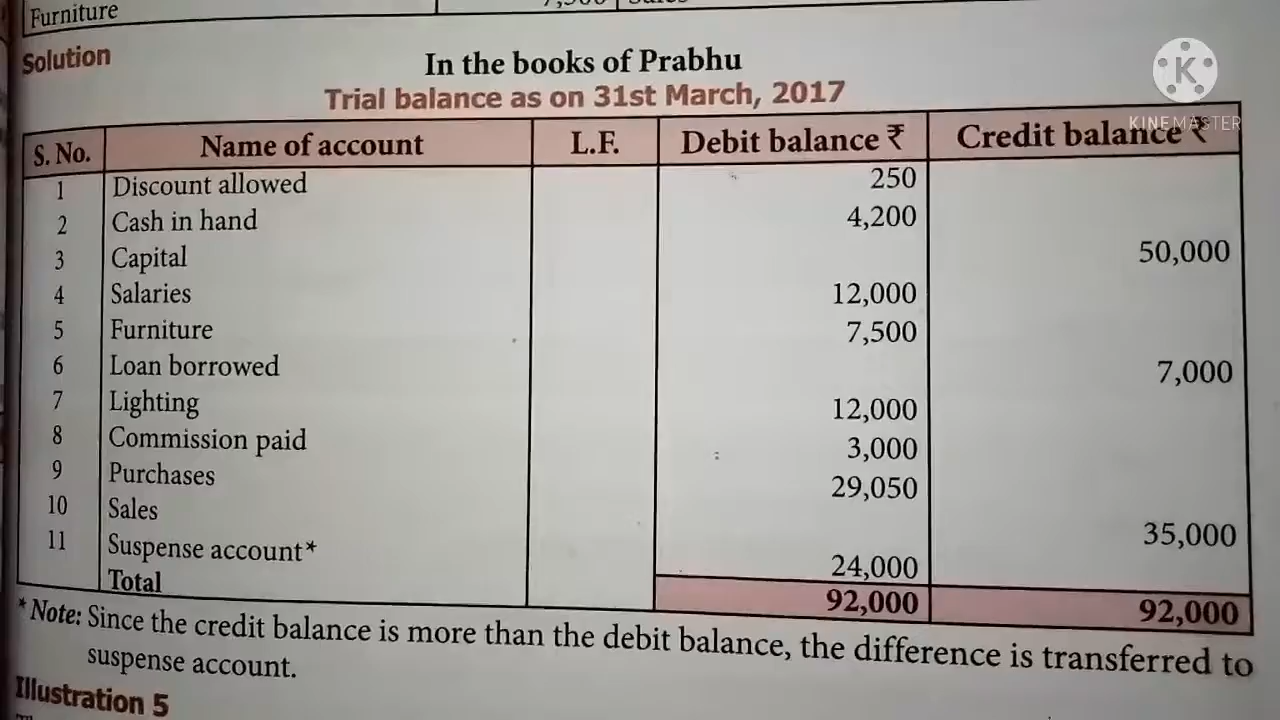 Furniture
Solution
In the books of Prabhu
Trial balance as on 31st March, 2017
K
KINEMASTER
S. No. Name of account L.F. Debit balance ₹ Credit balance ₹
1 Discount allowed 250
2 Cash in hand 4,200
3 Capital 50,000
4 Salaries 12,000
5 Furniture 7,500
6 Loan borrowed 7,000
7 Lighting 12,000
8 Commission paid 3,000
9 Purchases 29,050
10 Sales 35,000
11 Suspense account* 24,000
Total 92,000 92,000
*Note: Since the credit balance is more than the debit balance, the difference is transferred to
suspense account.
Illustration 5